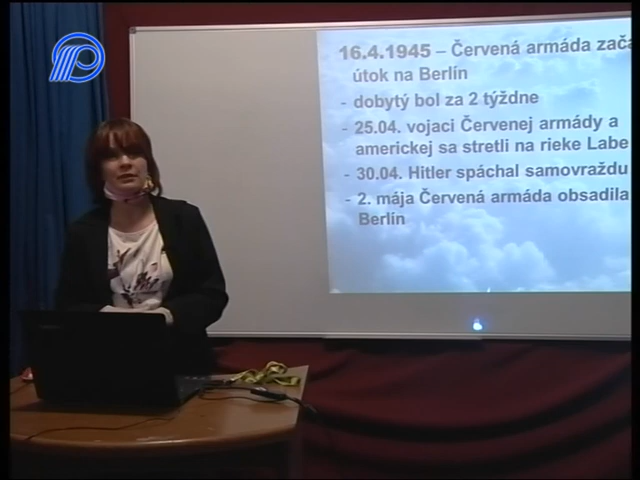 16.4.1945 – Červená armáda zača
útok na Berlín
- dobytý bol za 2 týždne
- 25.04. vojaci Červenej armády a
americkej sa stretli na rieke Labe
- 30.04. Hitler spáchal samovraždu
- 2. mája Červená armáda obsadila
Berlín